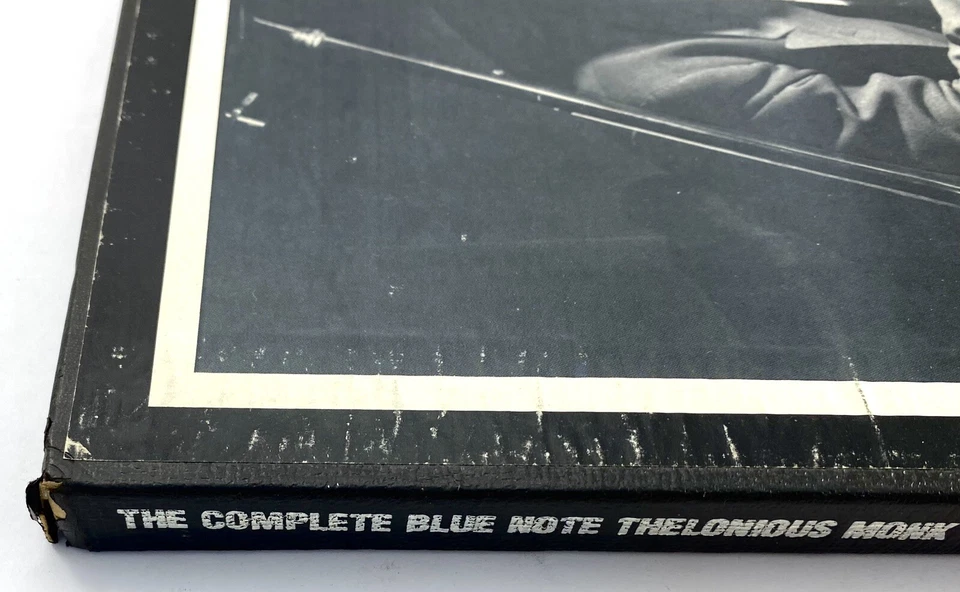 THE COMPLETE BLUE NOTE THELONIOUS MONK